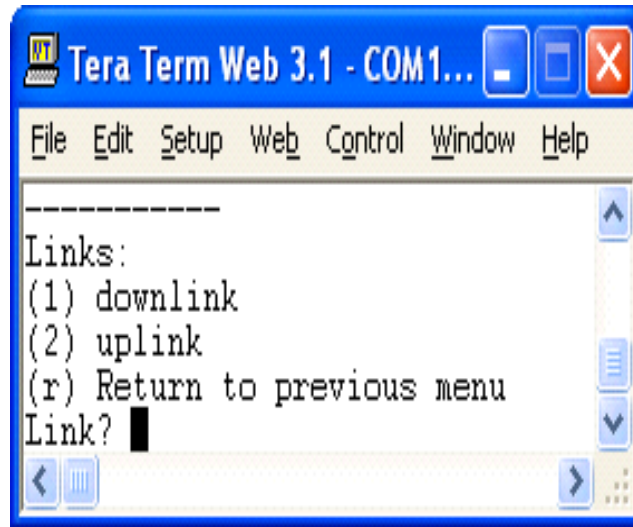 Tera Term Web 3.1 - COM1...
File Edit Setup Web Control Window Help
-----------
Links:
(1) downlink
(2) uplink
(r) Return to previous menu
Link?